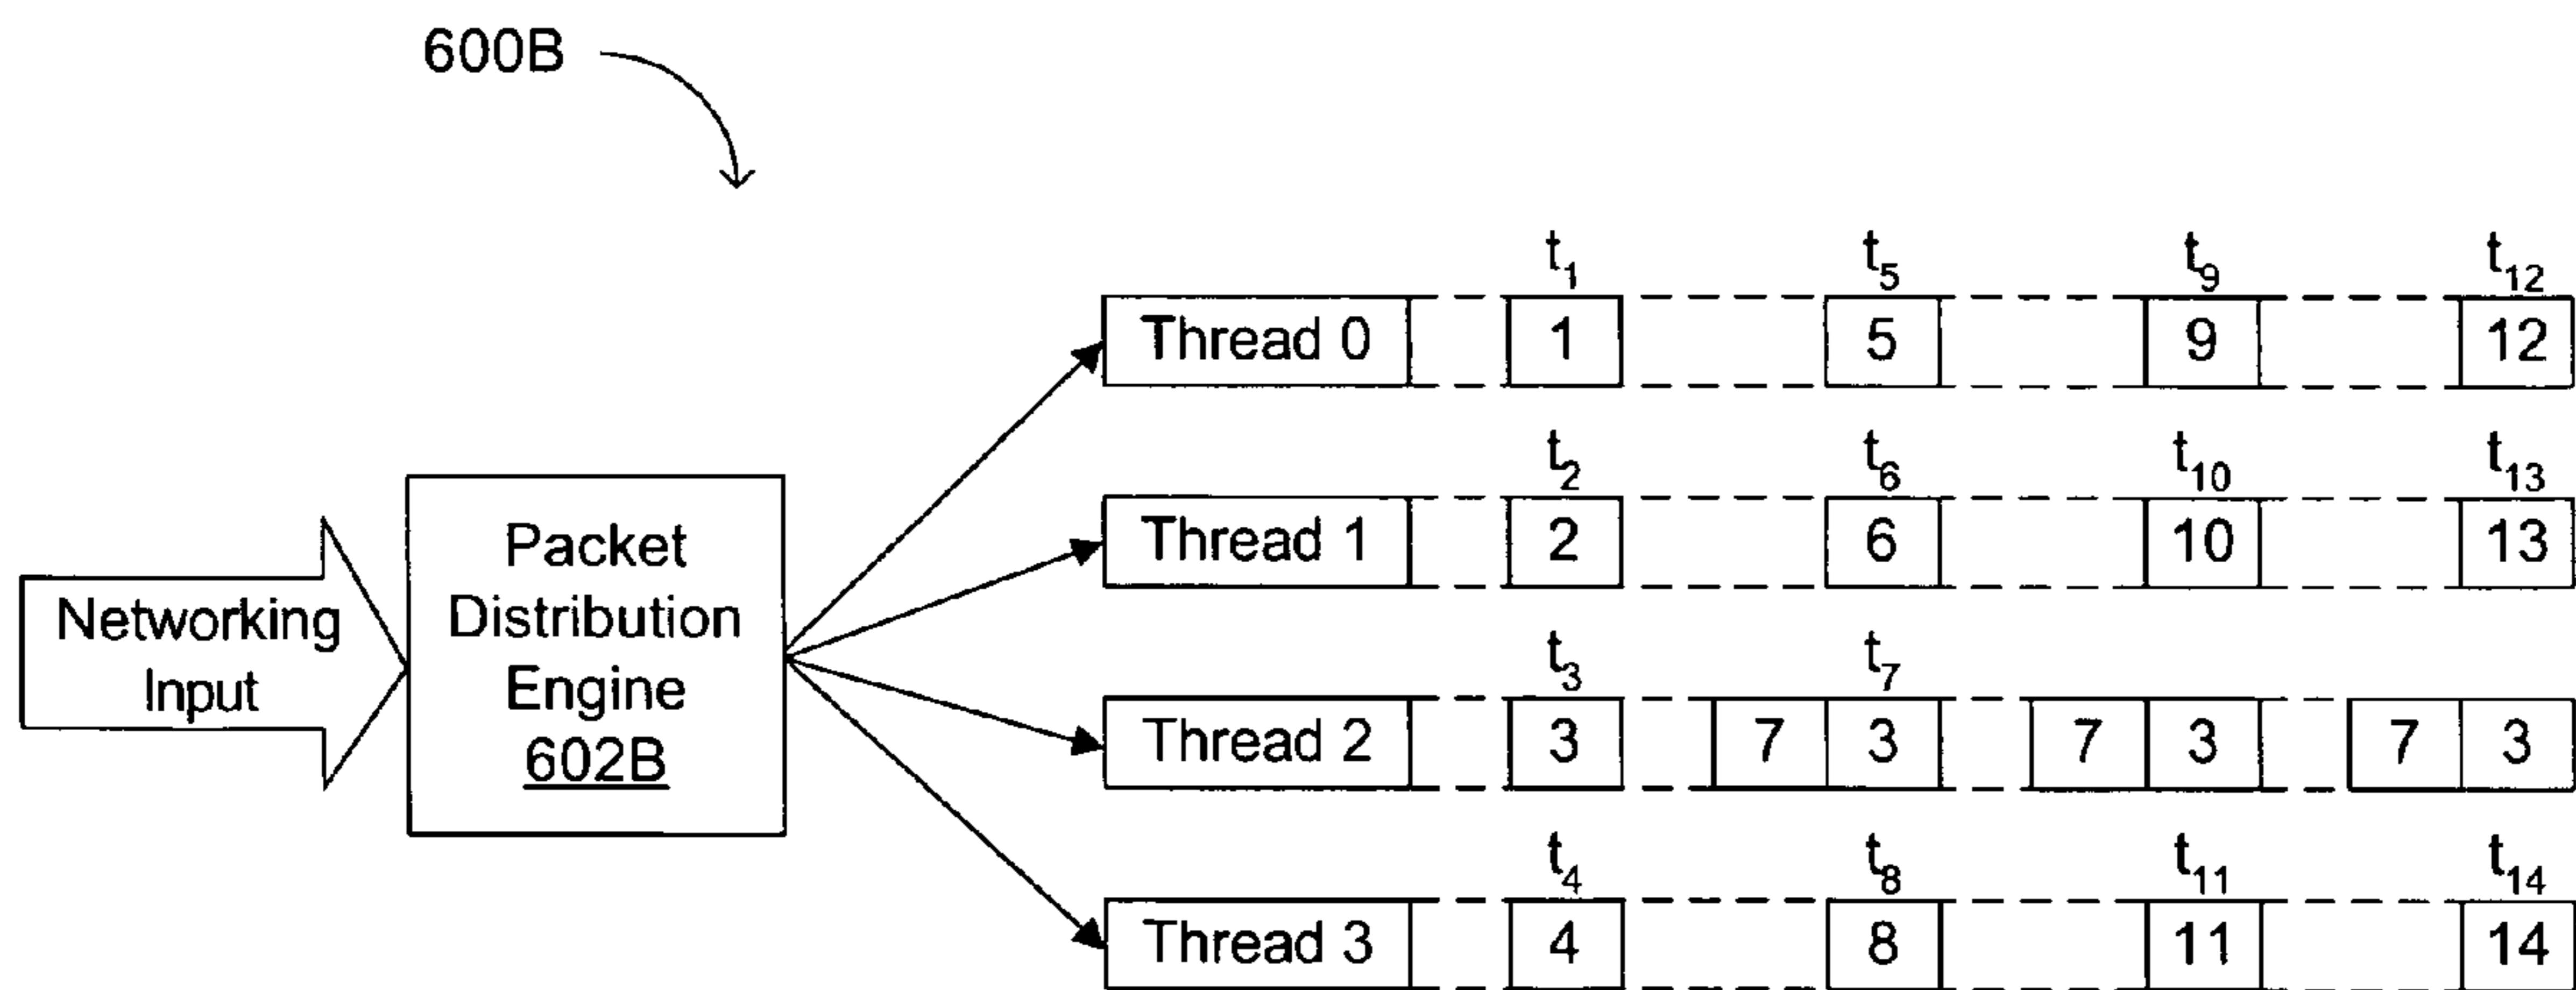 600B
Networking
Input
Packet
Distribution
Engine
602B
t1 t5 t9 t12
Thread 0 1 5 9 12
t2 t6 t10 t13
Thread 1 2 6 10 13
t3 t7
Thread 2 3 7 3 7 3 7 3
t4 t8 t11 t14
Thread 3 4 8 11 14